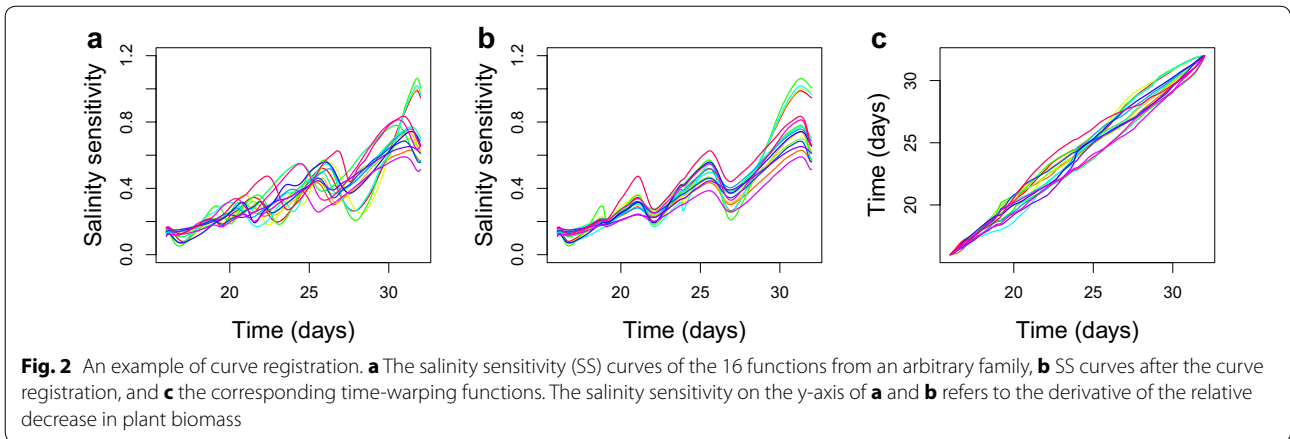 a
b
c
1.2
0.8
0.4
0.0
Salinity sensitivity
20 25 30
Time (days)
1.2
0.8
0.4
0.0
Salinity sensitivity
20 25 30
Time (days)
30
25
20
Time (days)
20 25 30
Time (days)
Fig. 2 An example of curve registration. a The salinity sensitivity (SS) curves of the 16 functions from an arbitrary family, b SS curves after the curve
registration, and c the corresponding time-warping functions. The salinity sensitivity on the y-axis of a and b refers to the derivative of the relative
decrease in plant biomass